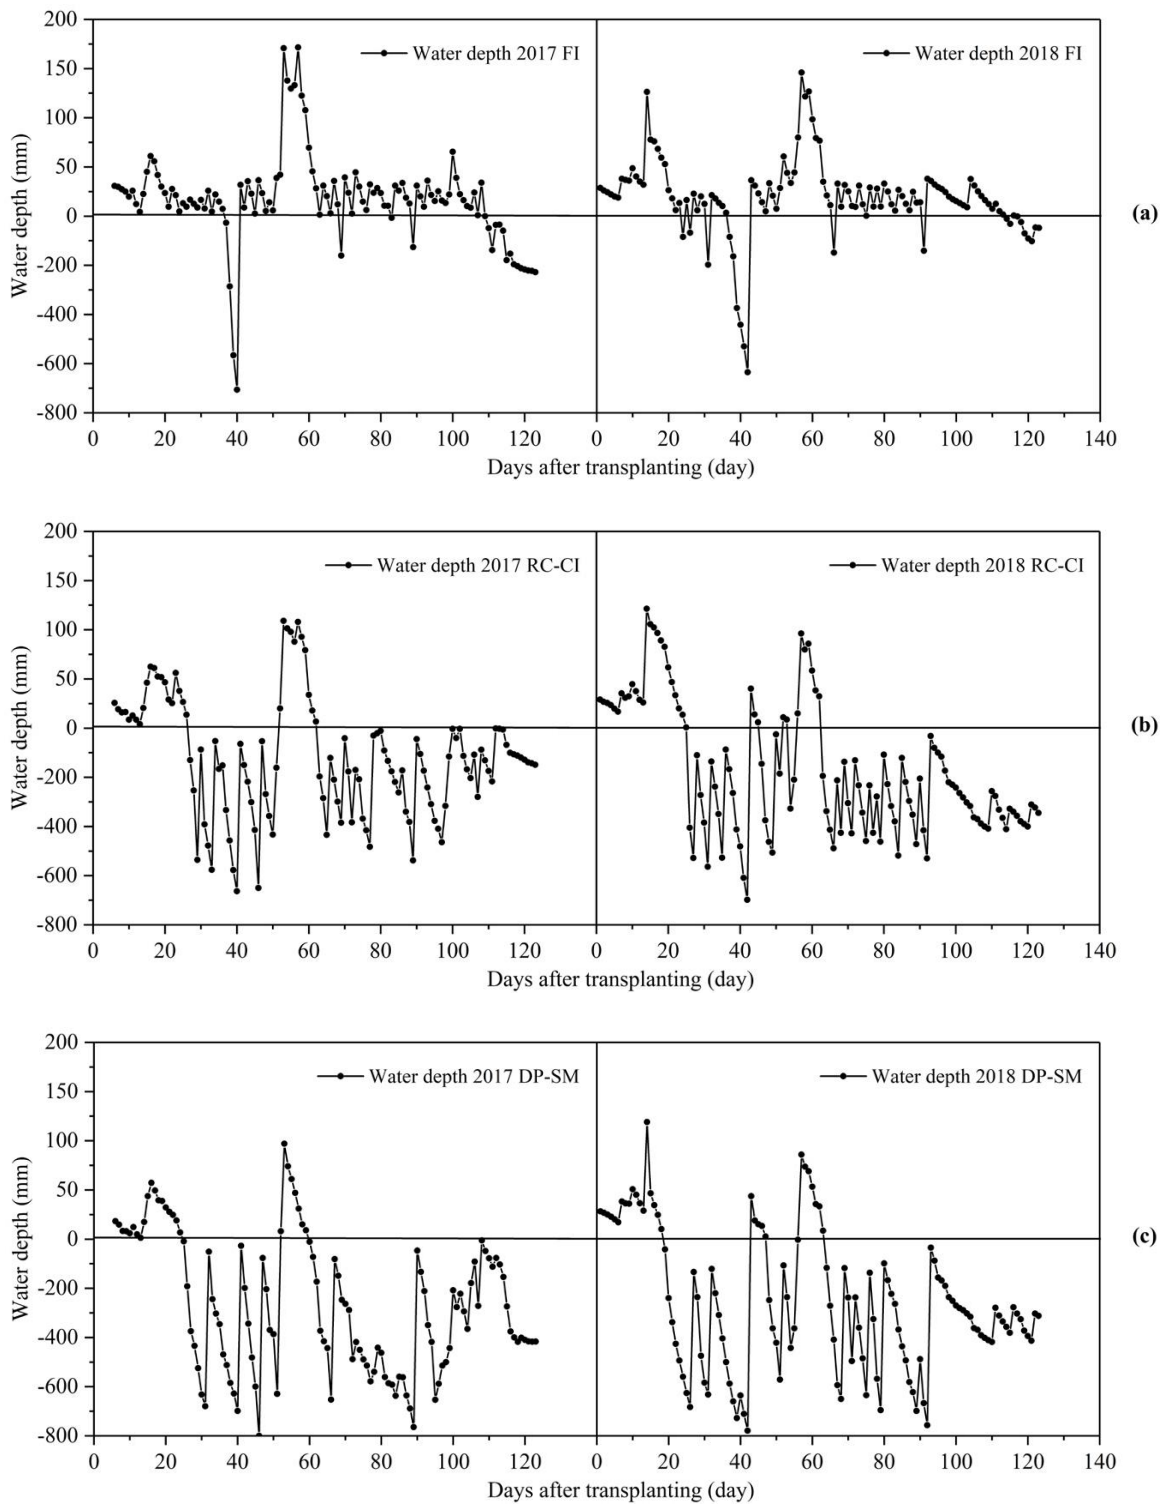 200
150
100
50
0
-200
-400
-600
-800
Water depth (mm)
Water depth 2017 FI
Water depth 2018 FI
0 20 40 60 80 100 120
0 20 40 60 80 100 120 140
Days after transplanting (day)
(a)
200
150
100
50
0
-200
-400
-600
-800
Water depth (mm)
Water depth 2017 RC-CI
Water depth 2018 RC-CI
0 20 40 60 80 100 120
0 20 40 60 80 100 120 140
Days after transplanting (day)
(b)
200
150
100
50
0
-200
-400
-600
-800
Water depth (mm)
Water depth 2017 DP-SM
Water depth 2018 DP-SM
0 20 40 60 80 100 120
0 20 40 60 80 100 120 140
Days after transplanting (day)
(c)